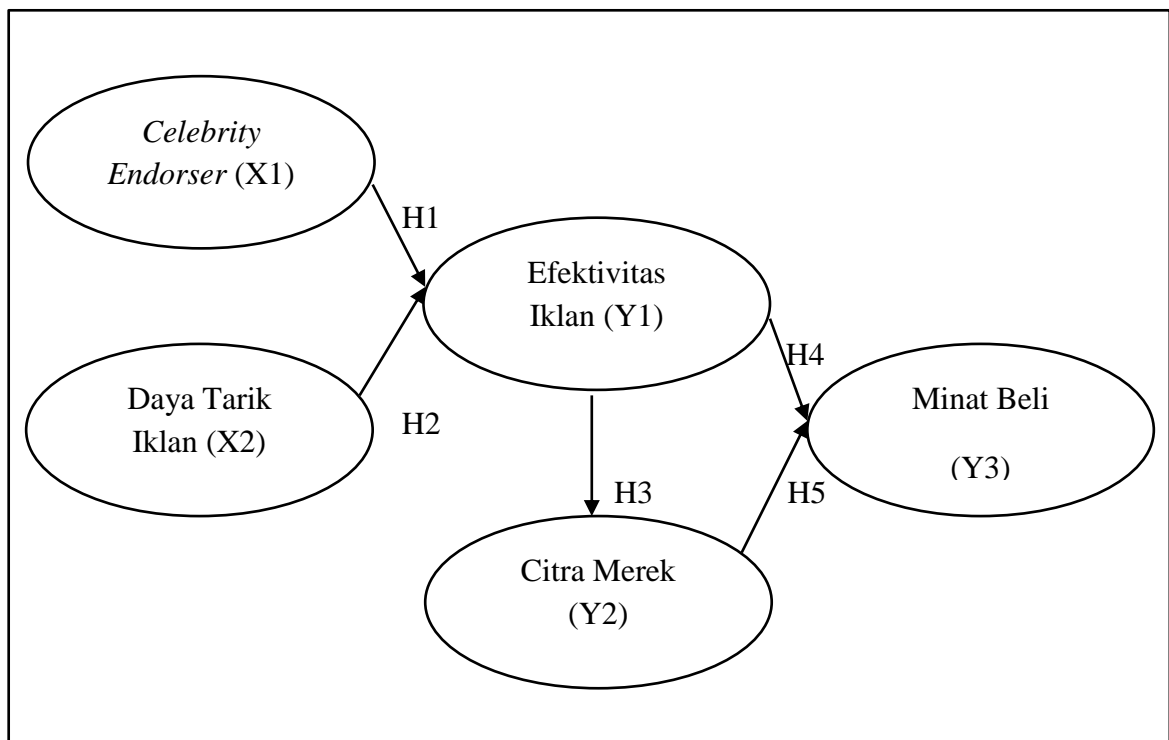 Celebrity
Endorser (X1)
H1
Efektivitas
Iklan (Y1)
H4
Daya Tarik
Iklan (X2)
H2
Minat Beli
(Y3)
H3
H5
Citra Merek
(Y2)